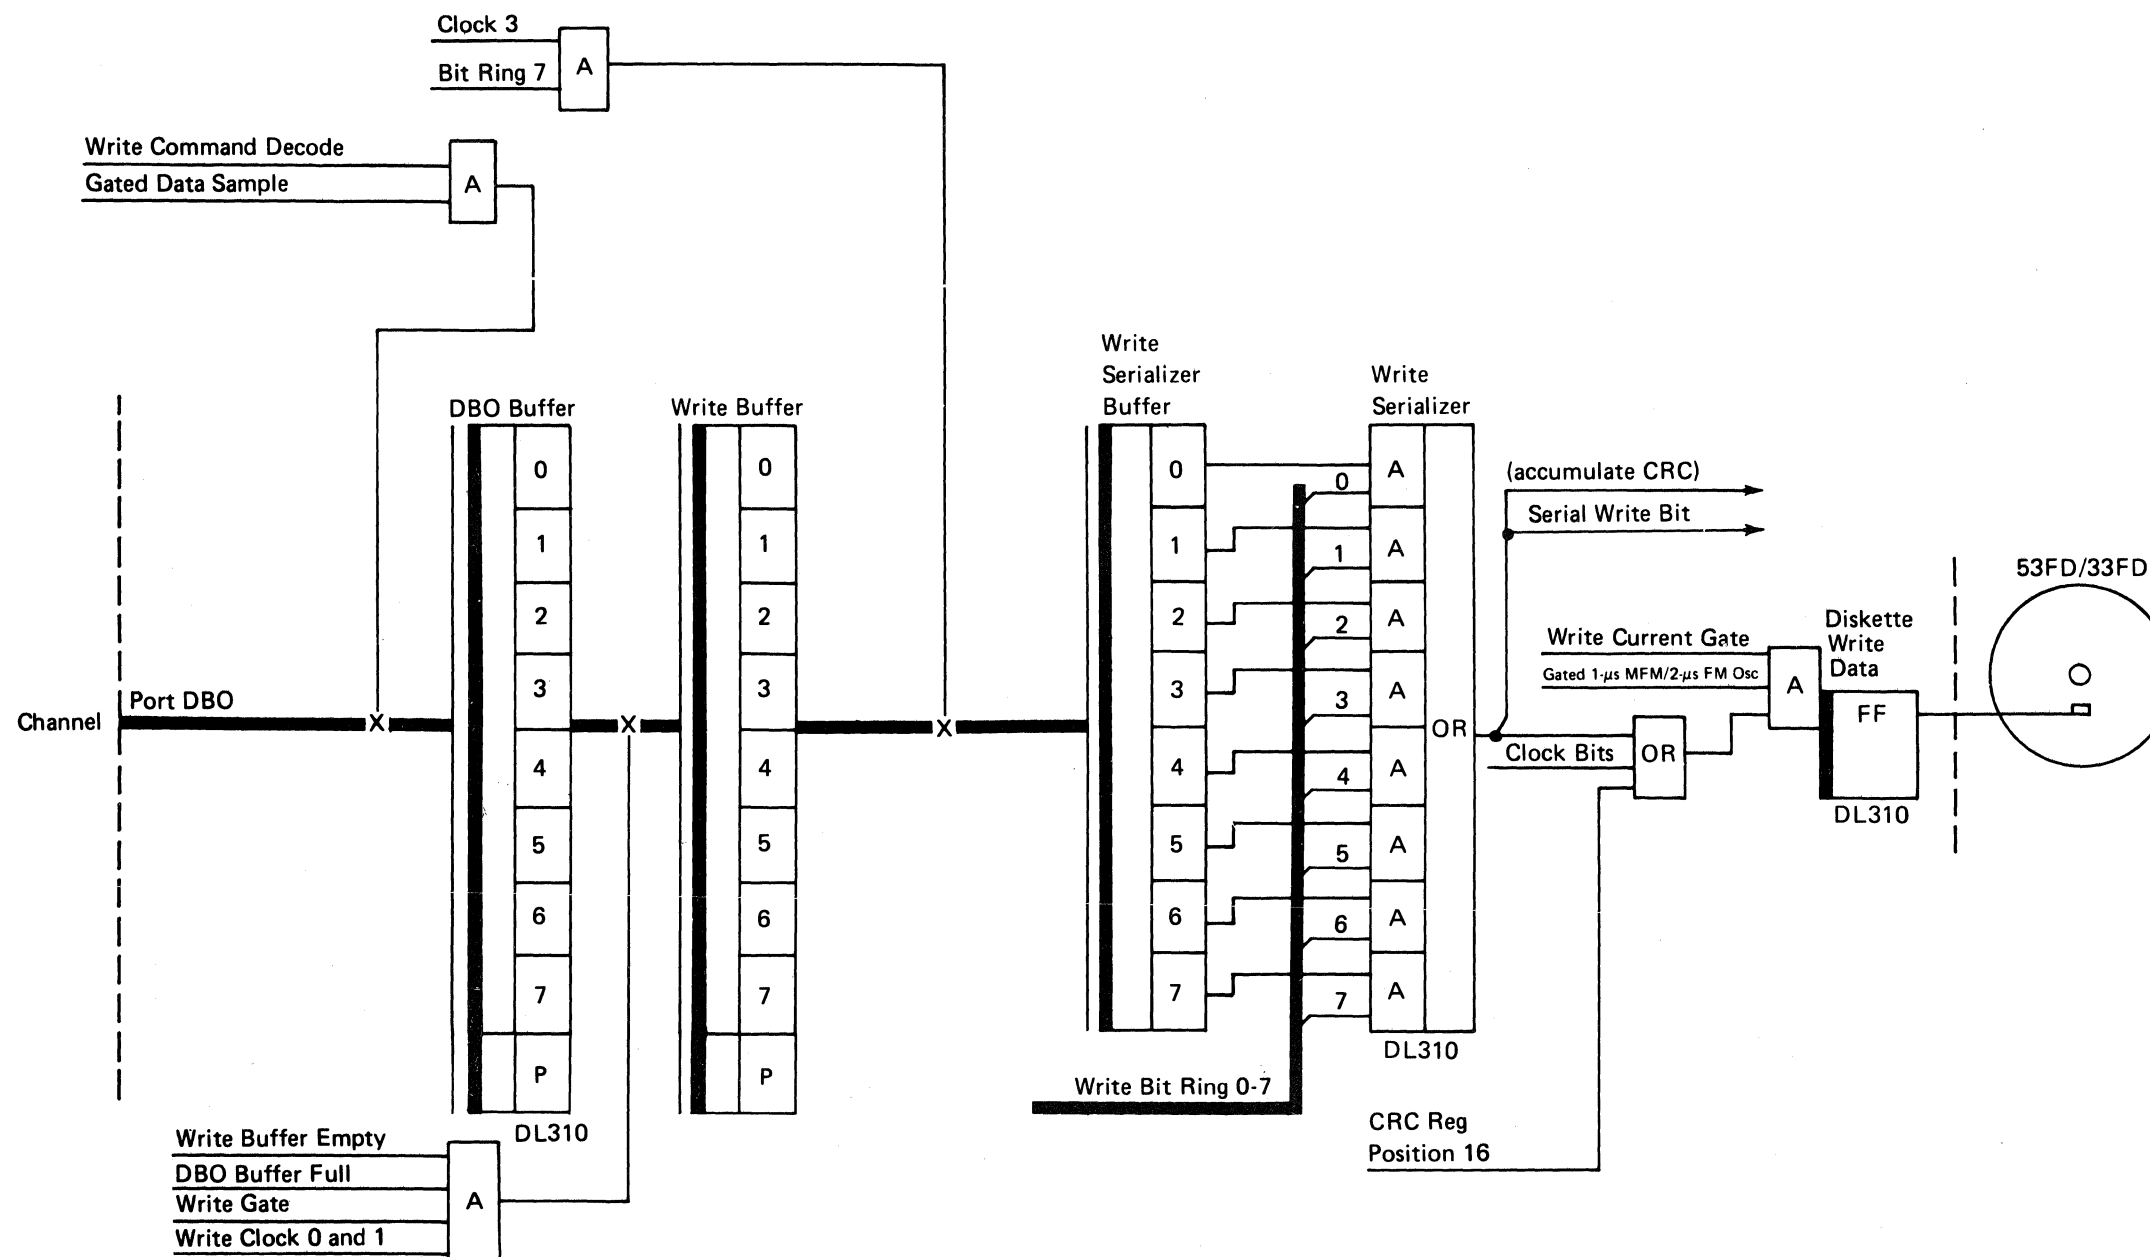 Clock 3
Bit Ring 7
A
Write Command Decode
Gated Data Sample
A
Write
Serializer
Buffer
Write
Serializer
DBO Buffer
Write Buffer
0
1
2
3
4
5
6
7
P
DL310
0
1
2
3
4
5
6
7
P
0
1
2
3
4
5
6
7
0
1
2
3
4
5
6
7
A
A
A
A
A
A
A
A
OR
DL310
(accumulate CRC)
Serial Write Bit
53FD/33FD
Diskette
Write
Data
Write Current Gate
Gated 1-µs MFM/2-µs FM Osc
A
FF
DL310
Clock Bits
OR
Channel
Port DBO
X
X
X
Write Bit Ring 0-7
CRC Reg
Position 16
Write Buffer Empty
DBO Buffer Full
Write Gate
Write Clock 0 and 1
A